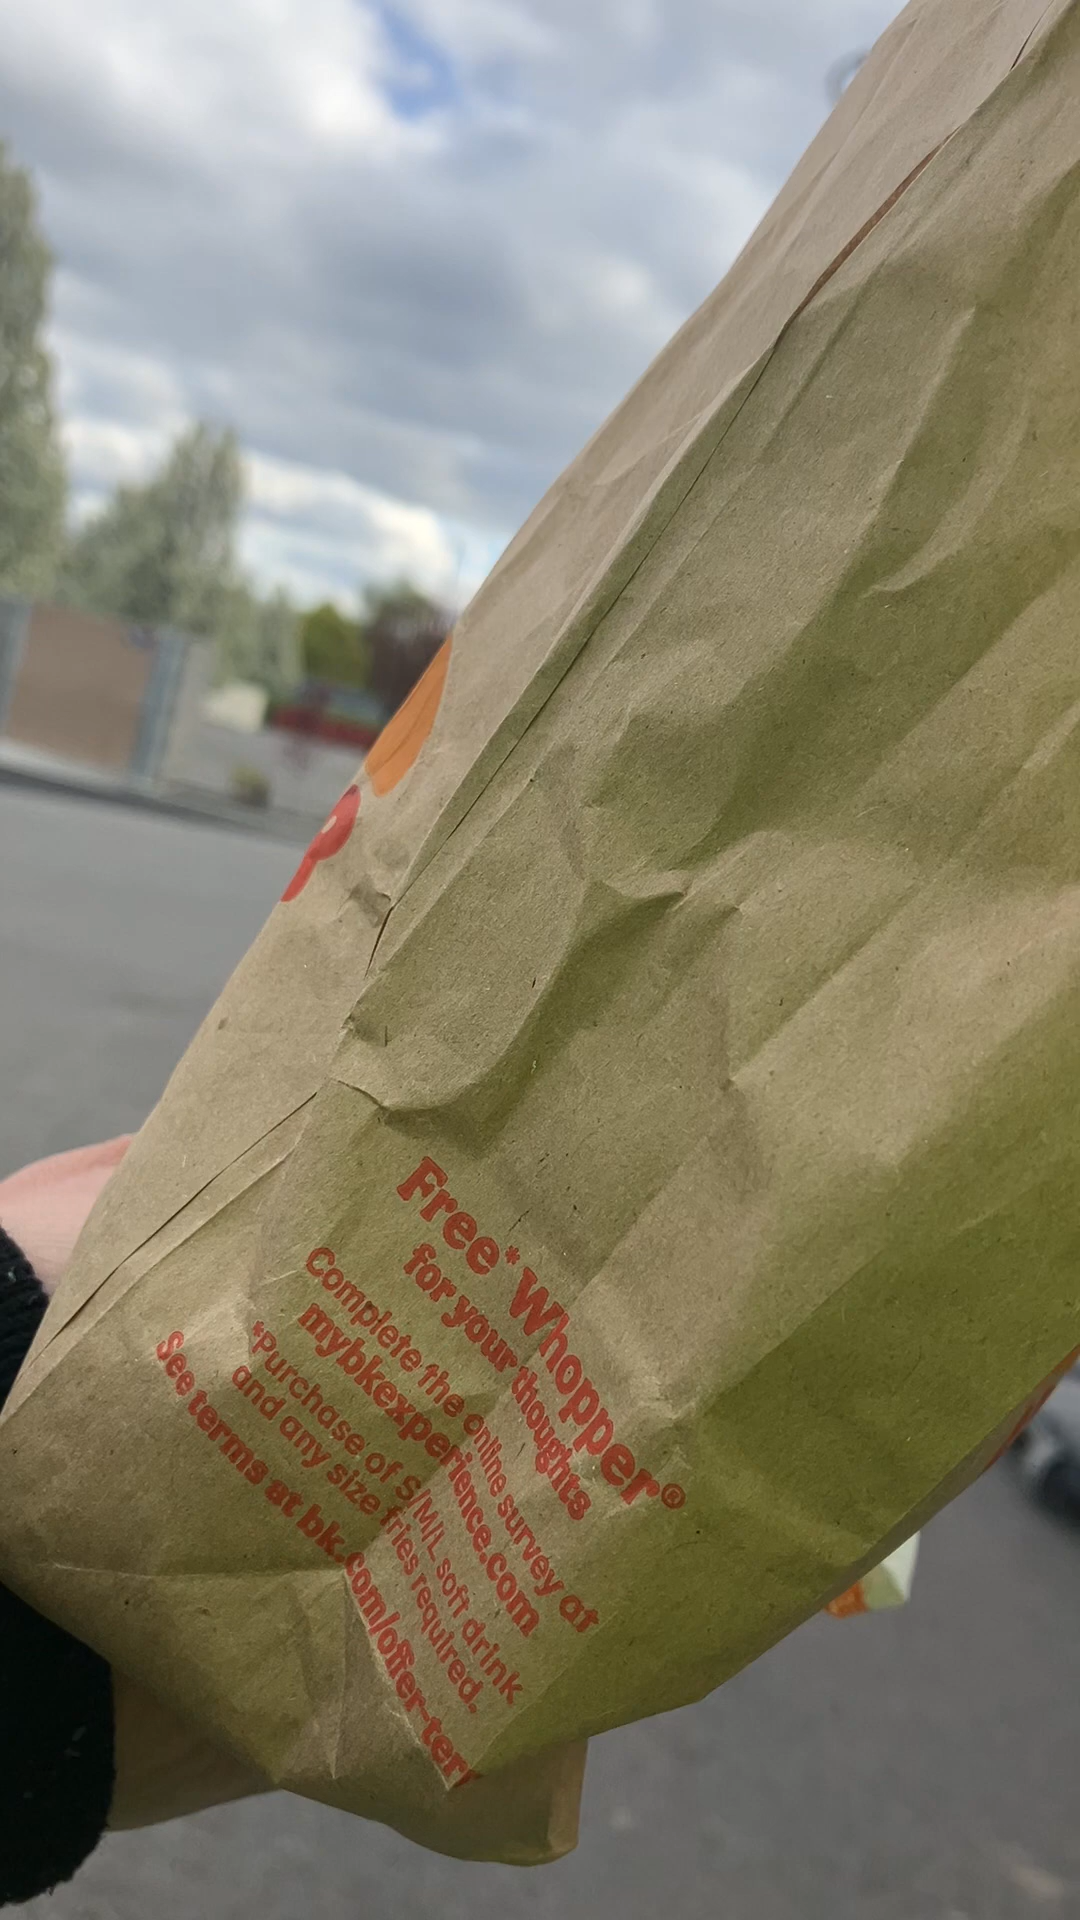 Free* Whopper®
for your thoughts
Complete the online survey at
mybkexperience.com
*Purchase of S/M/L soft drink
and any size fries required.
See terms at bk.com/offer-ter